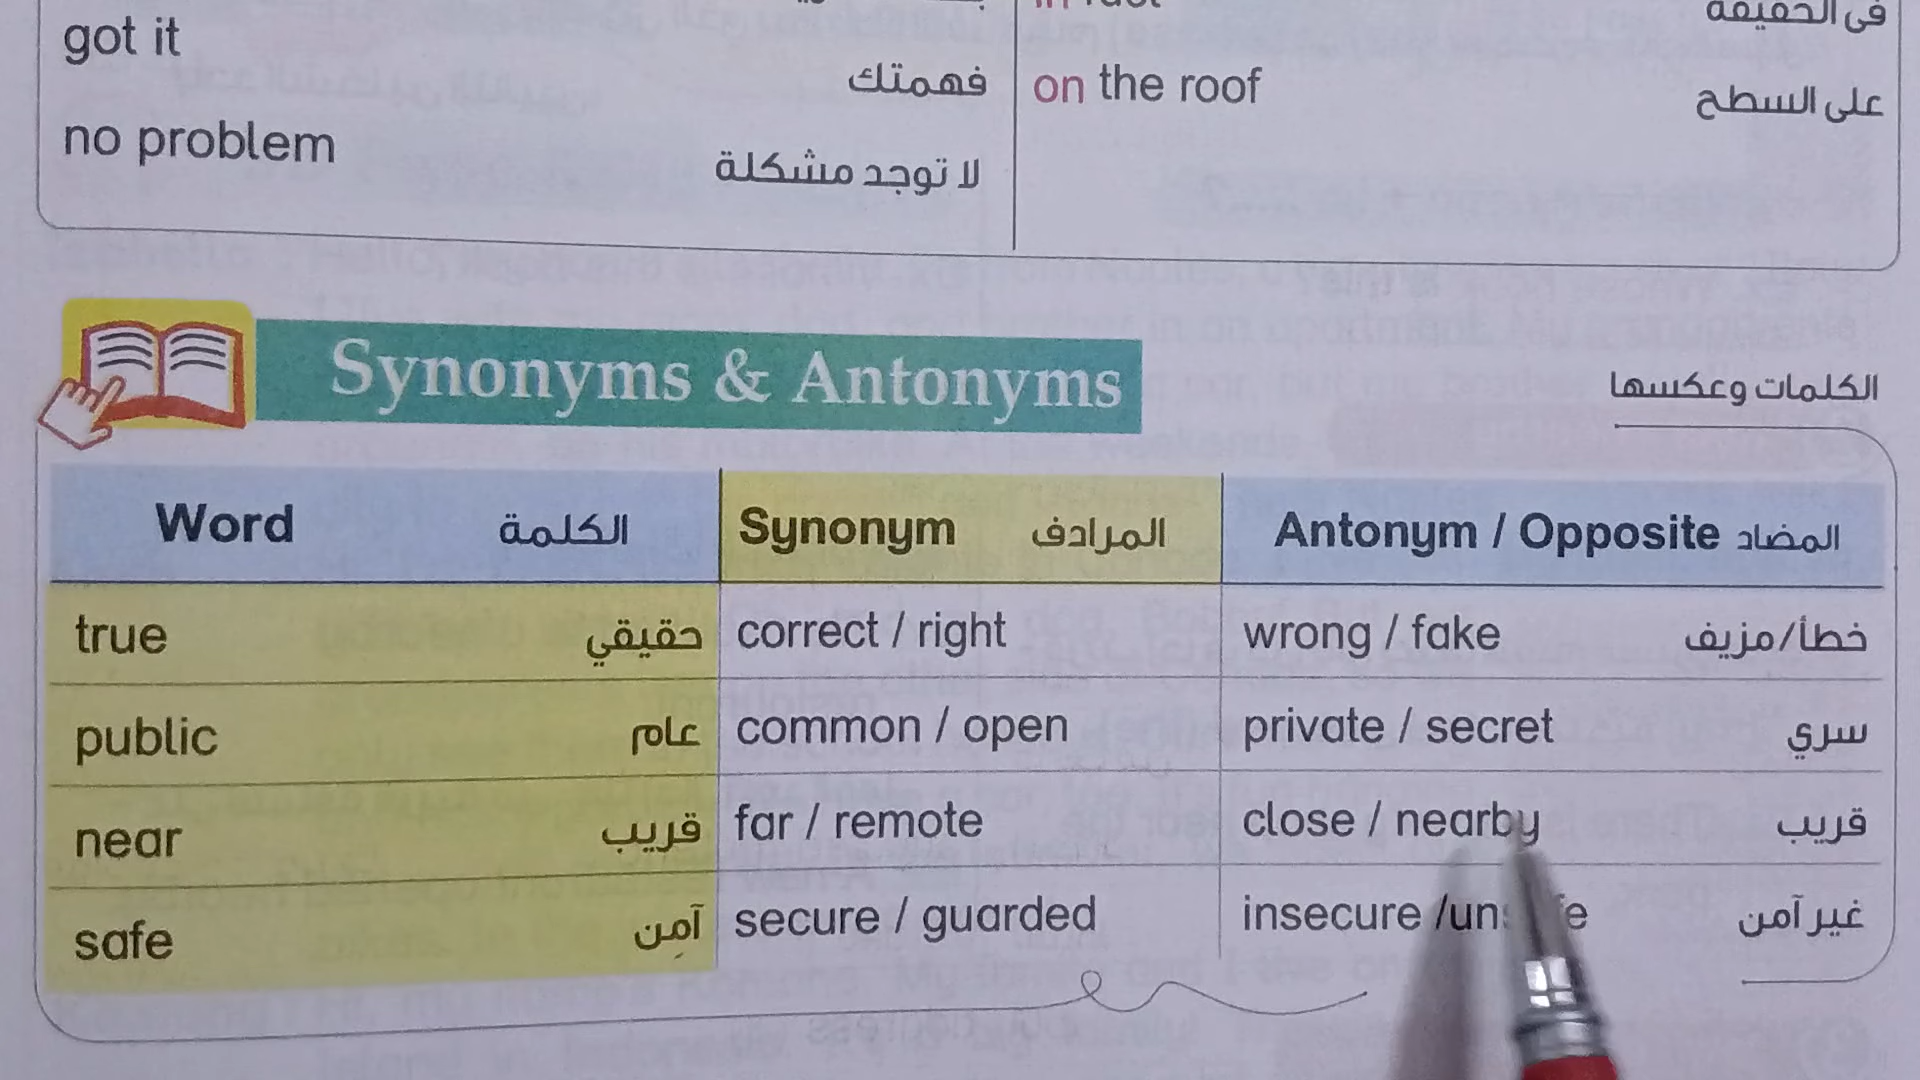 got it فهمتك
on the roof على السطح
no problem لا توجد مشكلة
Synonyms & Antonyms الكلمات وعكسها
Word الكلمة Synonym المرادف Antonym / Opposite المضاد
true حقيقي correct / right wrong / fake خطأ/مزيف
public عام common / open private / secret سري
near قريب far / remote close / nearby قريب
safe آمِن secure / guarded insecure / غير آمن